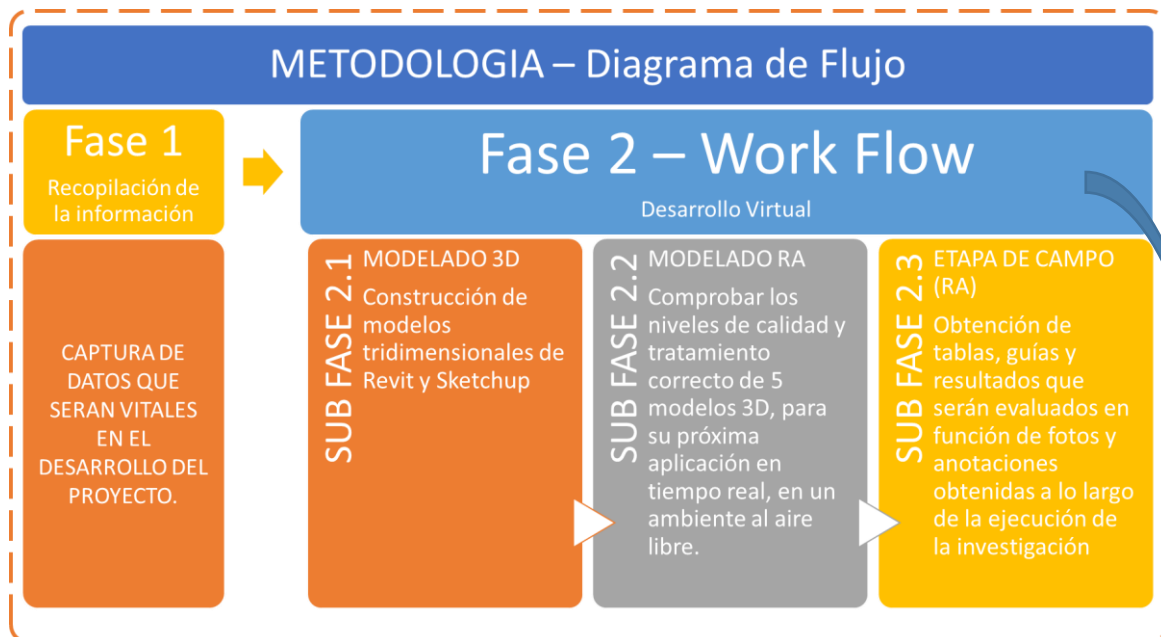 METODOLOGIA – Diagrama de Flujo
Fase 1
Recopilación de
la información
Fase 2 – Work Flow
Desarrollo Virtual
CAPTURA DE
DATOS QUE
SERAN VITALES
EN EL
DESARROLLO DEL
PROYECTO.
SUB FASE 2.1
MODELADO 3D
Construcción de
modelos
tridimensionales de
Revit y Sketchup
SUB FASE 2.2
MODELADO RA
Comprobar los
niveles de calidad y
tratamiento
correcto de 5
modelos 3D, para
su próxima
aplicación en
tiempo real, en un
ambiente al aire
libre.
SUB FASE 2.3
ETAPA DE CAMPO
(RA)
Obtención de
tablas, guías y
resultados que
serán evaluados en
función de fotos y
anotaciones
obtenidas a lo largo
de la ejecución de
la investigación